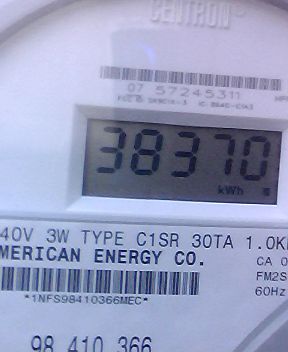 CENTRON®
07 57245311
38370
kWh
40V 3W TYPE C1SR 30TA 1.0K
MERICAN ENERGY CO.
CA 0
FM2S
60Hz
*1NFS98410366MEC*
98 410 366